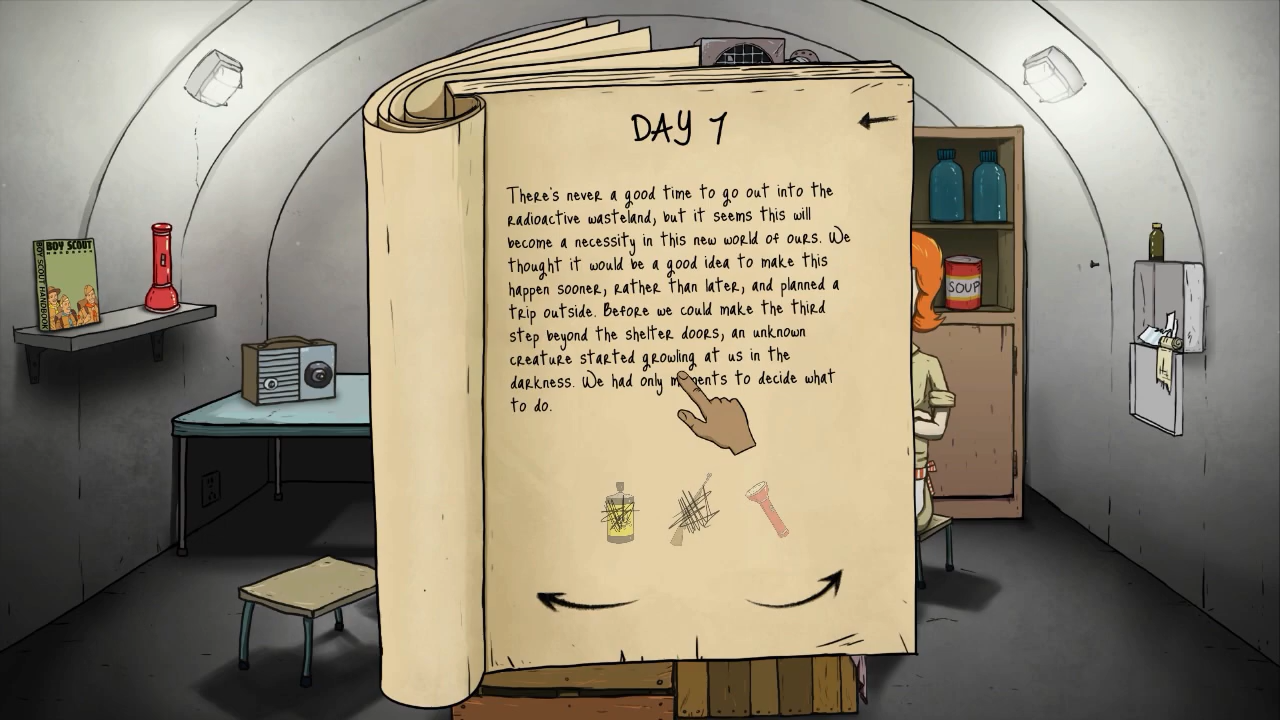 DAY 7
There's never a good time to go out into the
radioactive wasteland, but it seems this will
become a necessity in this new world of ours. We
thought it would be a good idea to make this
happen sooner, rather than later, and planned a
trip outside. Before we could make the third
step beyond the shelter doors, an unknown
creature started growling at us in the
darkness. We had only moments to decide what
to do.
BOY SCOUT
BOY SCOUT HANDBOOK
SOUP